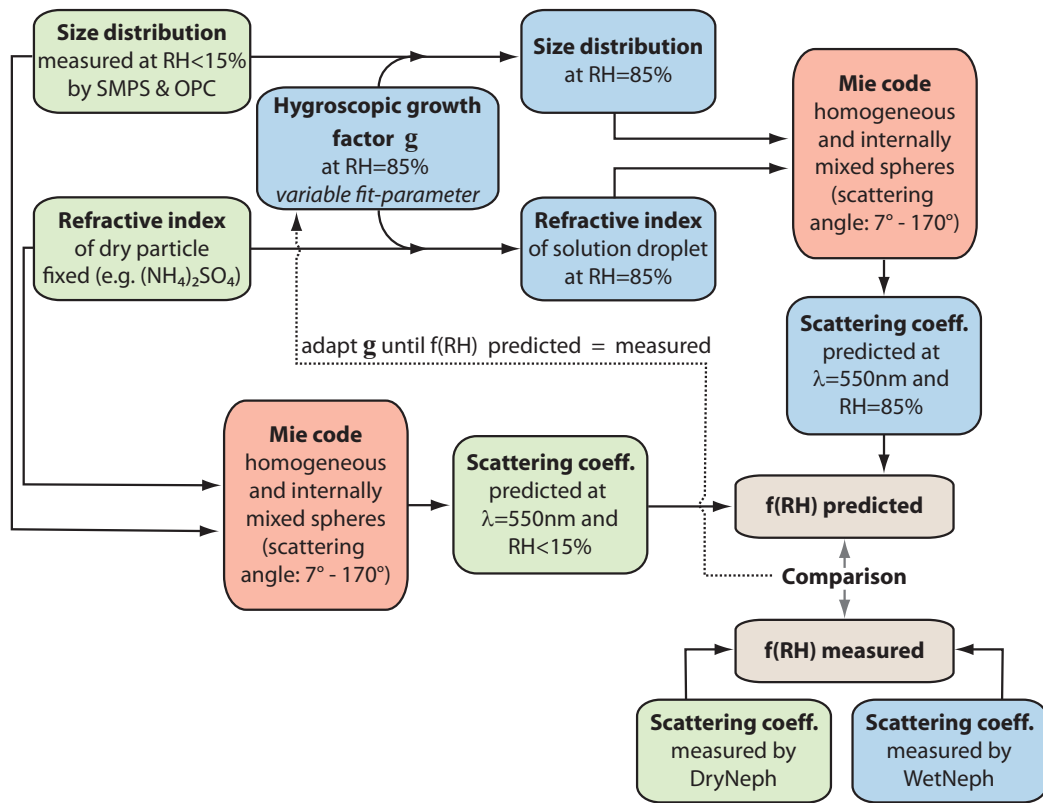 Size distribution
measured at RH<15%
by SMPS & OPC
Hygroscopic growth
factor g
at RH=85%
variable fit-parameter
Size distribution
at RH=85%
Mie code
homogeneous
and internally
mixed spheres
(scattering
angle: 7° - 170°)
Refractive index
of dry particle
fixed (e.g. (NH₄)₂SO₄)
Refractive index
of solution droplet
at RH=85%
adapt g until f(RH) predicted = measured
Scattering coeff.
predicted at
λ=550nm and
RH=85%
Mie code
homogeneous
and internally
mixed spheres
(scattering
angle: 7° - 170°)
Scattering coeff.
predicted at
λ=550nm and
RH<15%
f(RH) predicted
Comparison
f(RH) measured
Scattering coeff.
measured by
DryNeph
Scattering coeff.
measured by
WetNeph